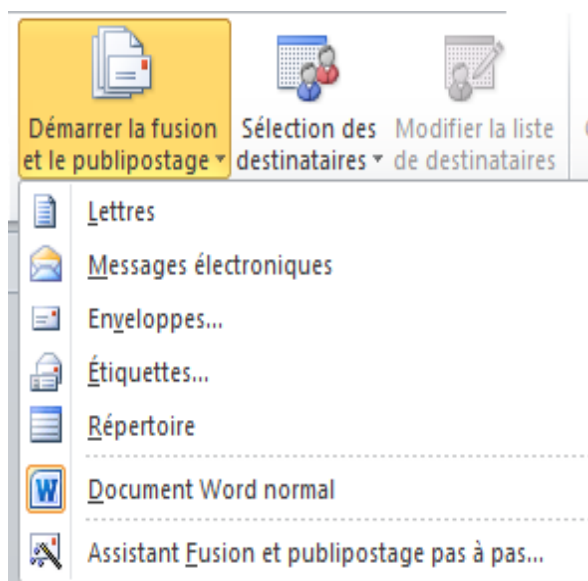 Démarrer la fusion
et le publipostage
Sélection des
destinataires
Modifier la liste
de destinataires
Lettres
Messages électroniques
Enveloppes...
Étiquettes...
Répertoire
W Document Word normal
Assistant Fusion et publipostage pas à pas...